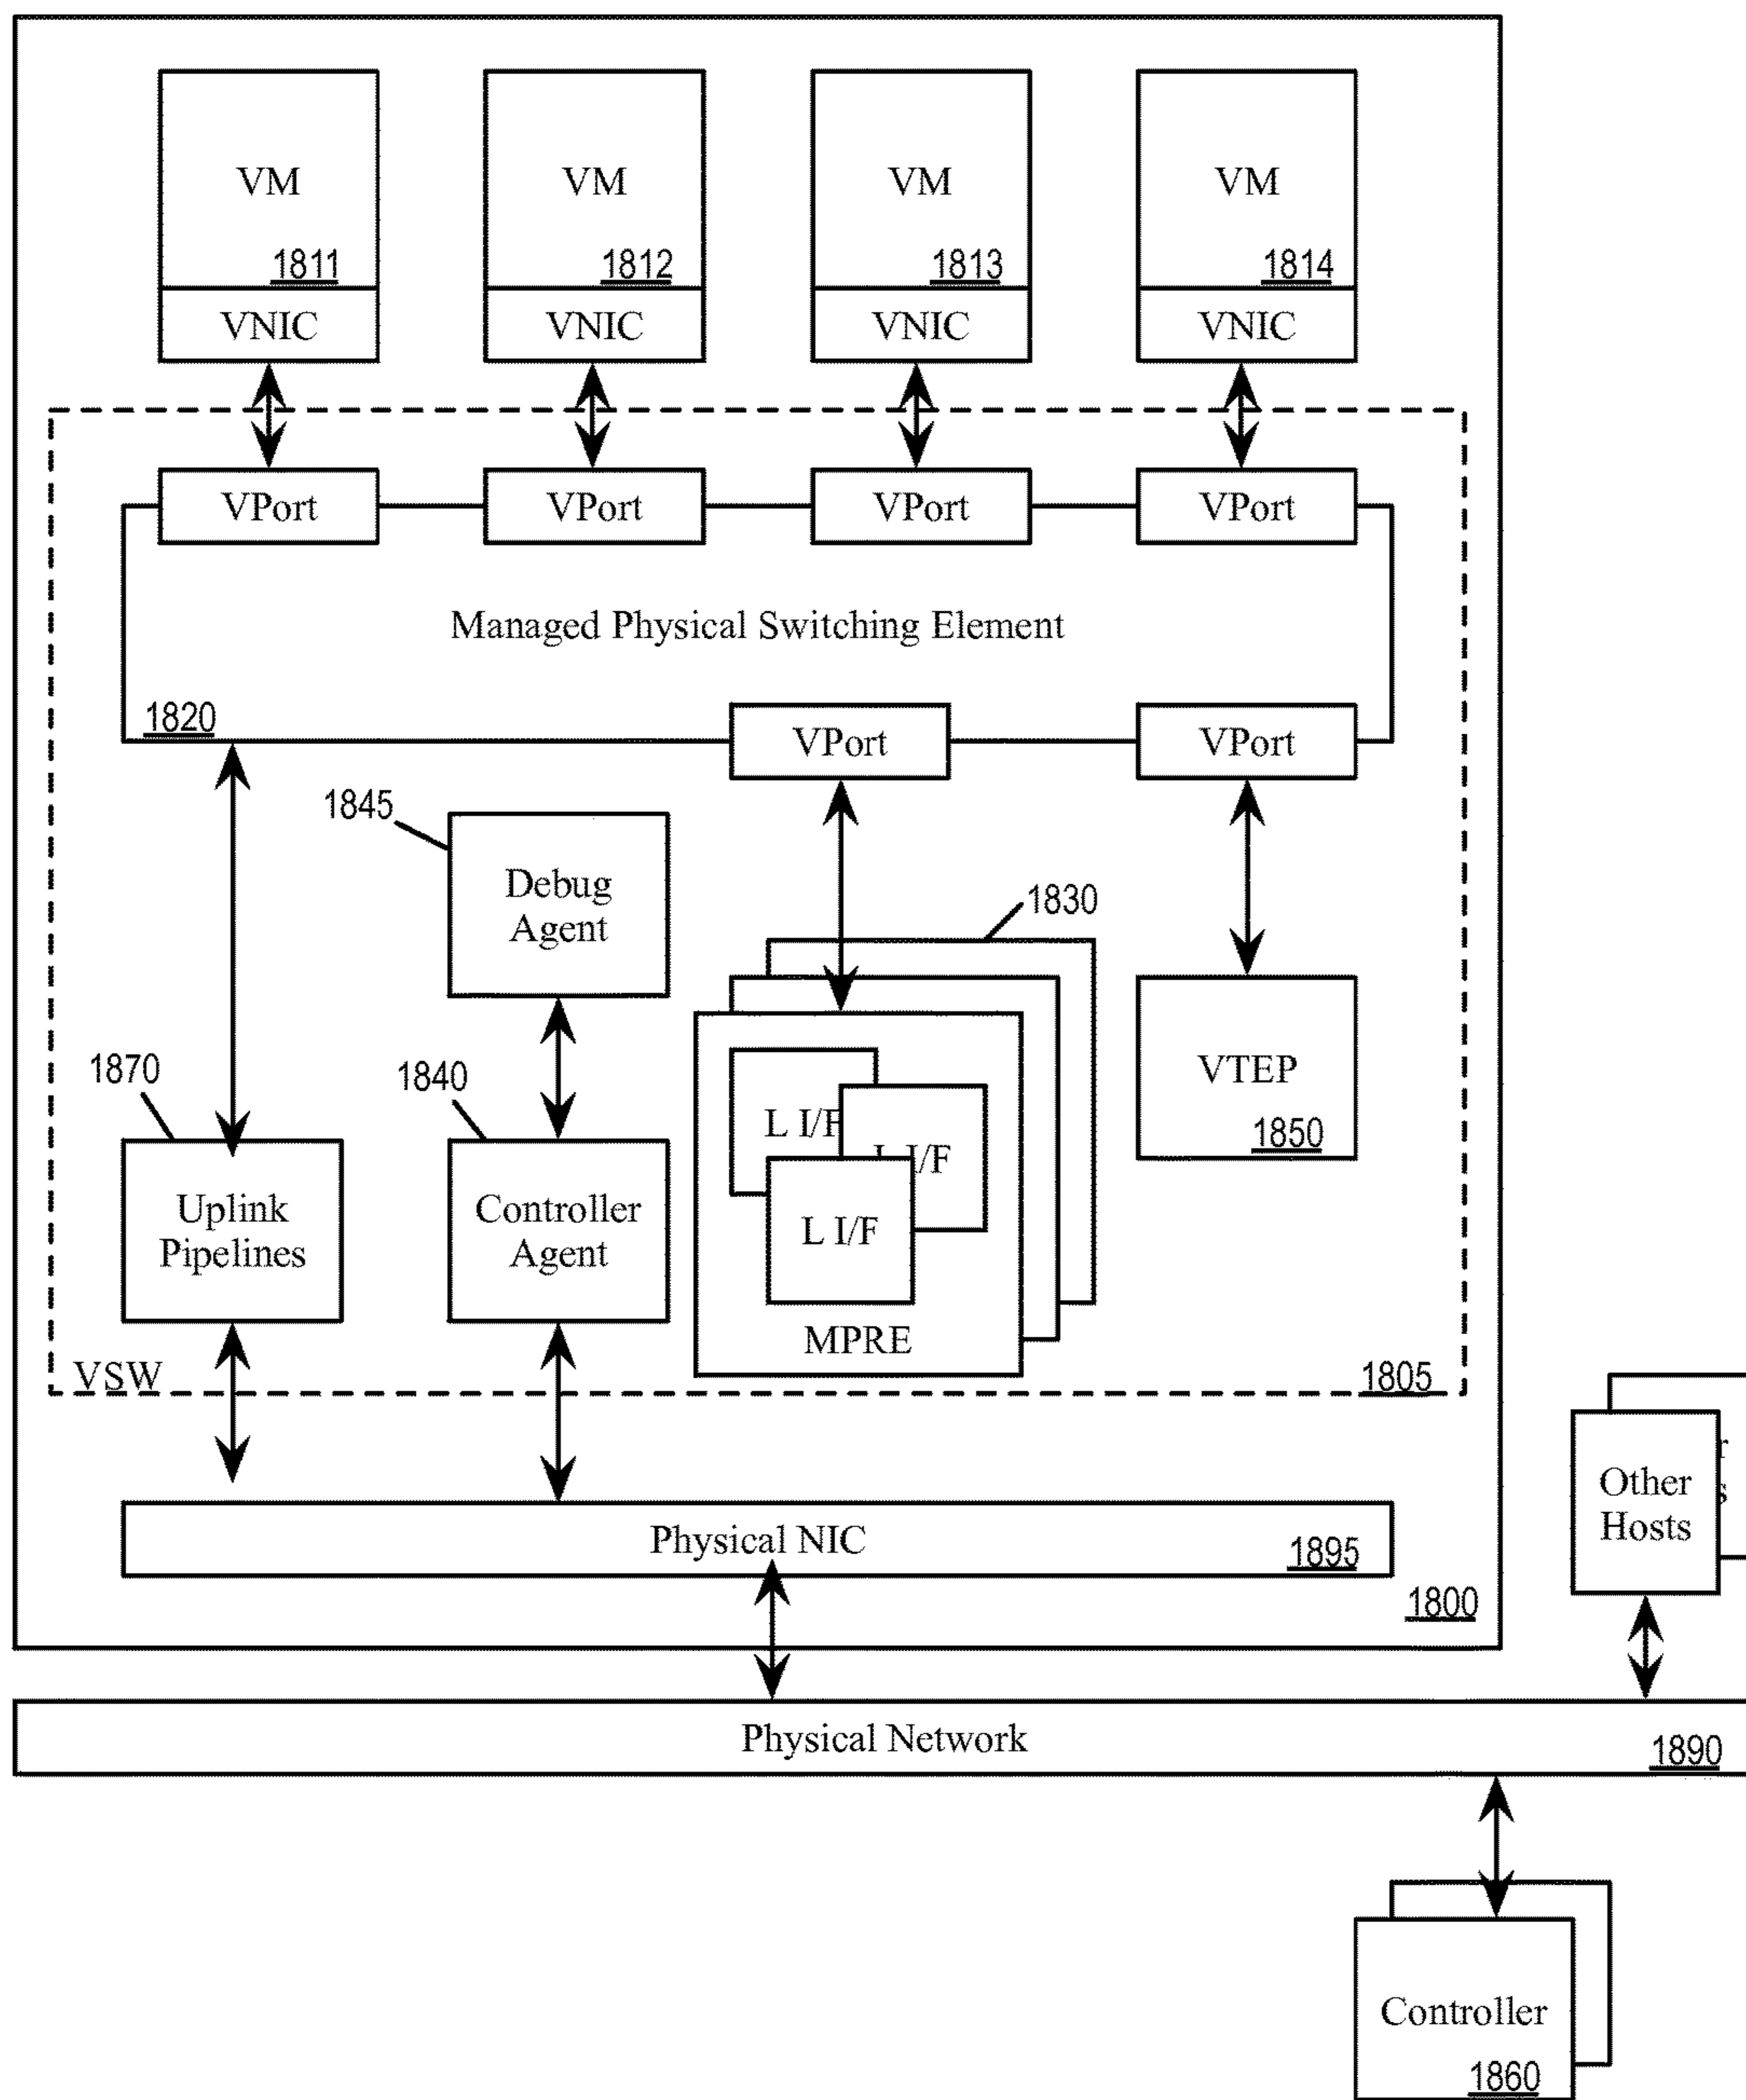 VM
1811
VNIC
VM
1812
VNIC
VM
1813
VNIC
VM
1814
VNIC
VPort
VPort
VPort
VPort
Managed Physical Switching Element
1820
VPort
VPort
1845
Debug
Agent
1830
1870
Uplink
Pipelines
1840
Controller
Agent
L I/F
I/F
L I/F
MPRE
VTEP
1850
VSW
1805
Physical NIC
1895
1800
Other
Hosts
r
s
Physical Network
1890
Controller
1860